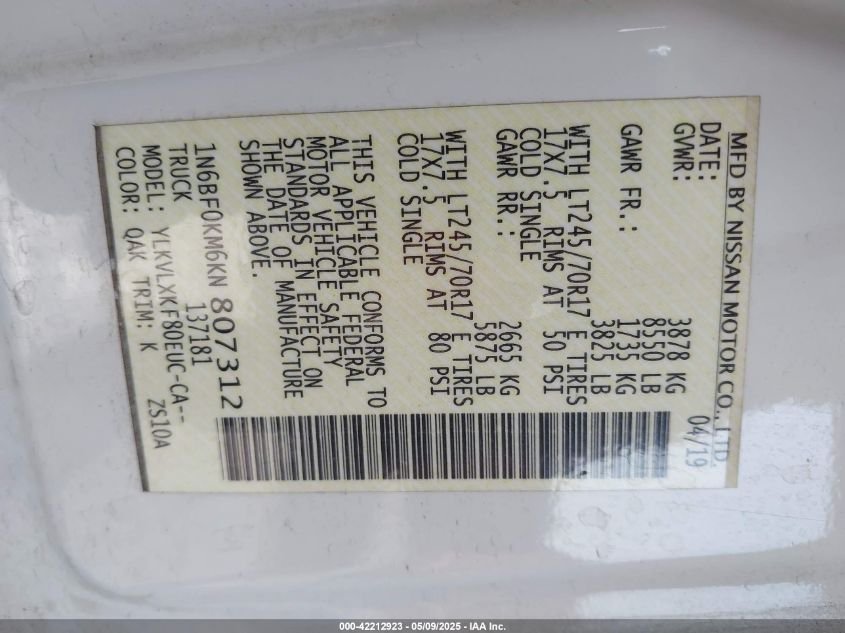 MFD BY NISSAN MOTOR CO., LTD.
DATE: 04/19
GVWR: 3878 KG
8550 LB
GAWR FR.: 1735 KG
3825 LB
WITH LT245/70R17 E TIRES
17X7.5 RIMS AT 50 PSI
COLD SINGLE
GAWR RR.: 2665 KG
5875 LB
WITH LT245/70R17 E TIRES
17X7.5 RIMS AT 80 PSI
COLD SINGLE
THIS VEHICLE CONFORMS TO
ALL APPLICABLE FEDERAL
MOTOR VEHICLE SAFETY
STANDARDS IN EFFECT ON
THE DATE OF MANUFACTURE
SHOWN ABOVE.
1N6BF0KM6KN 807312
TRUCK 137181
MODEL: YLKVLXKF80EUC-CA--
COLOR: QAK TRIM: K ZS10A
000-42212923 - 05/09/2025 - IAA Inc.